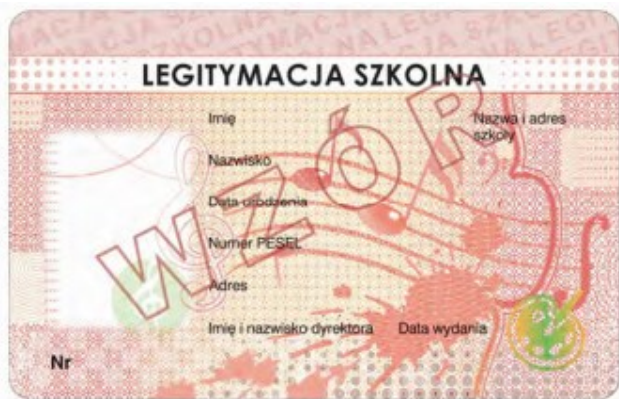 LEGITYMACJA SZKOLNA
Imię
Nazwa i adres
szkoły
Nazwisko
Data urodzenia
Numer PESEL
Adres
Imię i nazwisko dyrektora
Data wydania
Nr
WZÓR